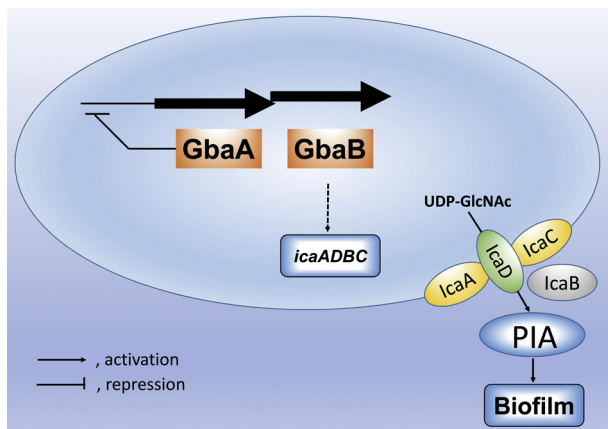 GbaA
GbaB
UDP-GlcNAc
icaADBC
IcaA
IcaD
IcaC
IcaB
PIA
Biofilm
, activation
, repression